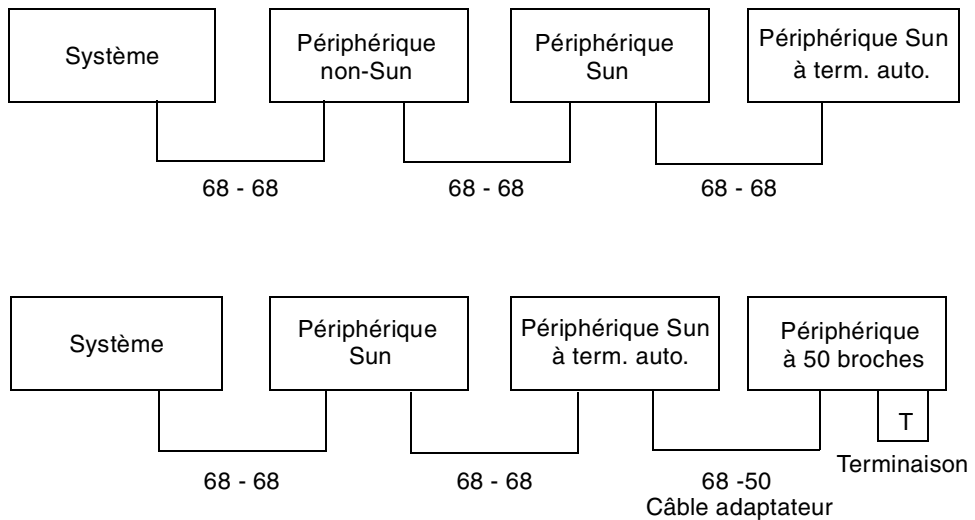 Système
Périphérique
non-Sun
Périphérique
Sun
Périphérique Sun
à term. auto.
68 - 68
68 - 68
68 - 68
Système
Périphérique
Sun
Périphérique Sun
à term. auto.
Périphérique
à 50 broches
T
Terminaison
68 - 68
68 - 68
68 -50
Câble adaptateur